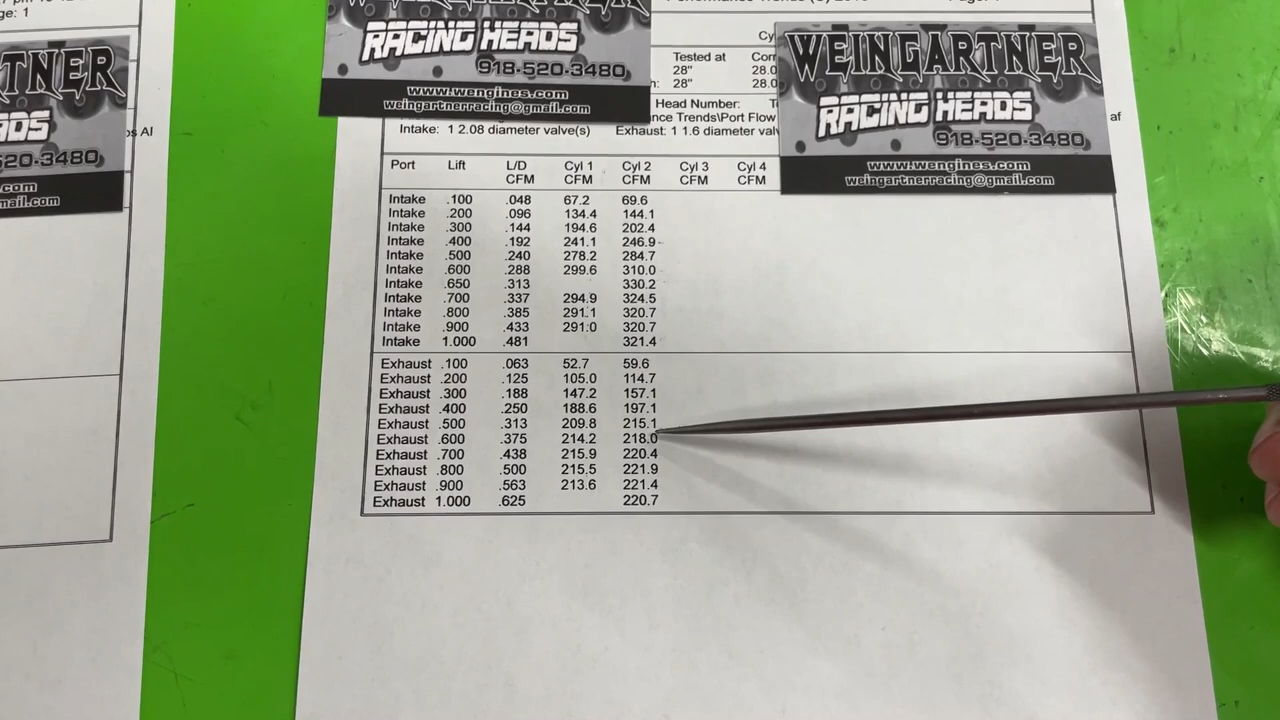 ge: 1
TNER
ADS
520-3480
.com
mail.com
RACING HEADS
918-520-3480
www.wengines.com
weingartnerracing@gmail.com
WEINGARTNER
RACING HEADS
918-520-3480
www.wengines.com
weingartnerracing@gmail.com
Cy
Tested at Corr
28" 28.0
28" 28.0
Head Number: T
nce Trends\Port Flow
af
Intake: 1 2.08 diameter valve(s) Exhaust: 1 1.6 diameter valv
Port Lift L/D Cyl 1 Cyl 2 Cyl 3 Cyl 4
CFM CFM CFM CFM CFM
Intake .100 .048 67.2 69.6
Intake .200 .096 134.4 144.1
Intake .300 .144 194.6 202.4
Intake .400 .192 241.1 246.9
Intake .500 .240 278.2 284.7
Intake .600 .288 299.6 310.0
Intake .650 .313 330.2
Intake .700 .337 294.9 324.5
Intake .800 .385 291.1 320.7
Intake .900 .433 291.0 320.7
Intake 1.000 .481 321.4
Exhaust .100 .063 52.7 59.6
Exhaust .200 .125 105.0 114.7
Exhaust .300 .188 147.2 157.1
Exhaust .400 .250 188.6 197.1
Exhaust .500 .313 209.8 215.1
Exhaust .600 .375 214.2 218.0
Exhaust .700 .438 215.9 220.4
Exhaust .800 .500 215.5 221.9
Exhaust .900 .563 213.6 221.4
Exhaust 1.000 .625 220.7